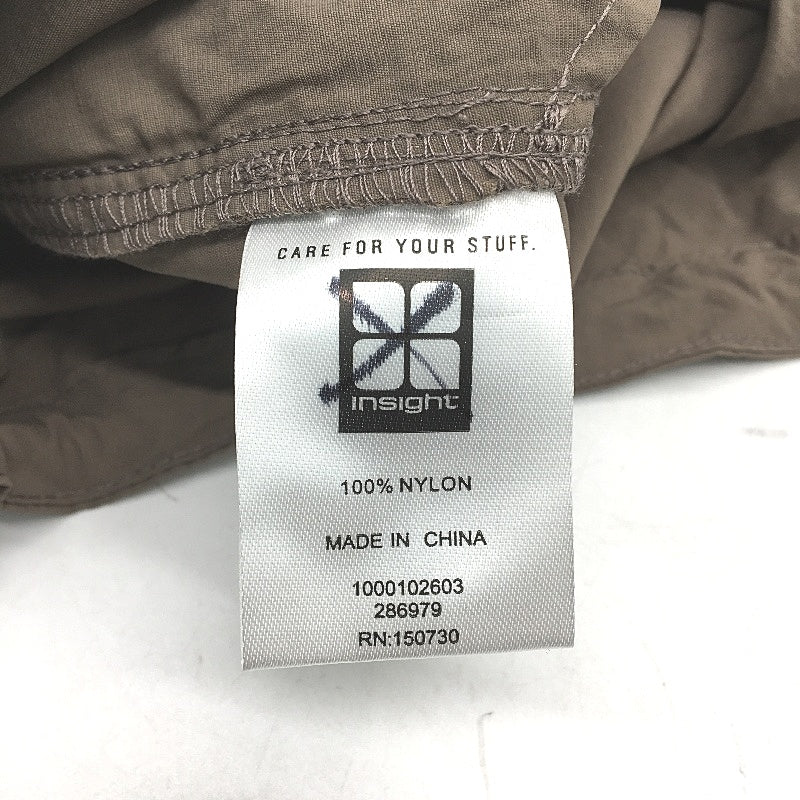 CARE FOR YOUR STUFF.
insight
100% NYLON
MADE IN CHINA
1000102603
286979
RN:150730